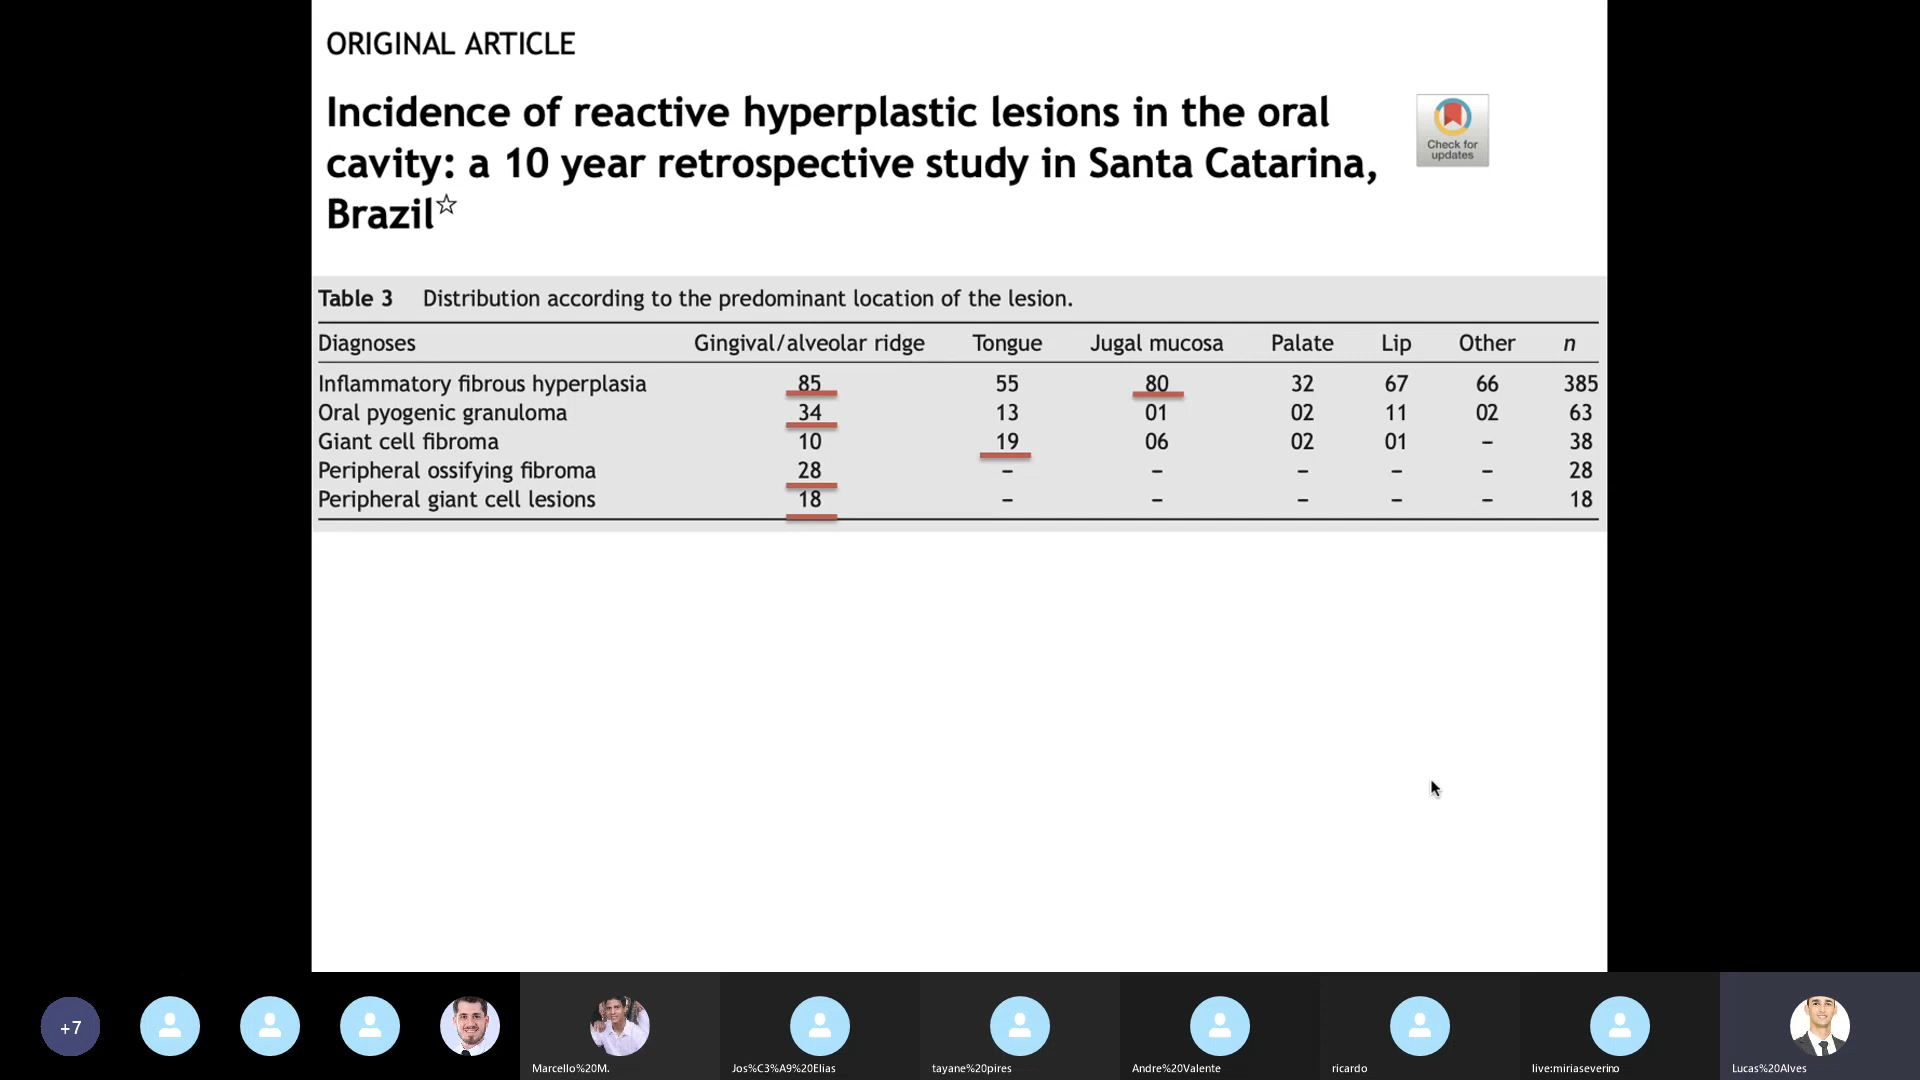 ORIGINAL ARTICLE
Incidence of reactive hyperplastic lesions in the oral
cavity: a 10 year retrospective study in Santa Catarina,
Brazil☆
Check for
updates
Table 3 Distribution according to the predominant location of the lesion.
Diagnoses Gingival/alveolar ridge Tongue Jugal mucosa Palate Lip Other n
Inflammatory fibrous hyperplasia 85 55 80 32 67 66 385
Oral pyogenic granuloma 34 13 01 02 11 02 63
Giant cell fibroma 10 19 06 02 01 – 38
Peripheral ossifying fibroma 28 – – – – – 28
Peripheral giant cell lesions 18 – – – – – 18
+7
Marcello%20M.
Jos%C3%A9%20Elias
tayane%20pires
Andre%20Valente
ricardo
live:miriaseverino
Lucas%20Alves